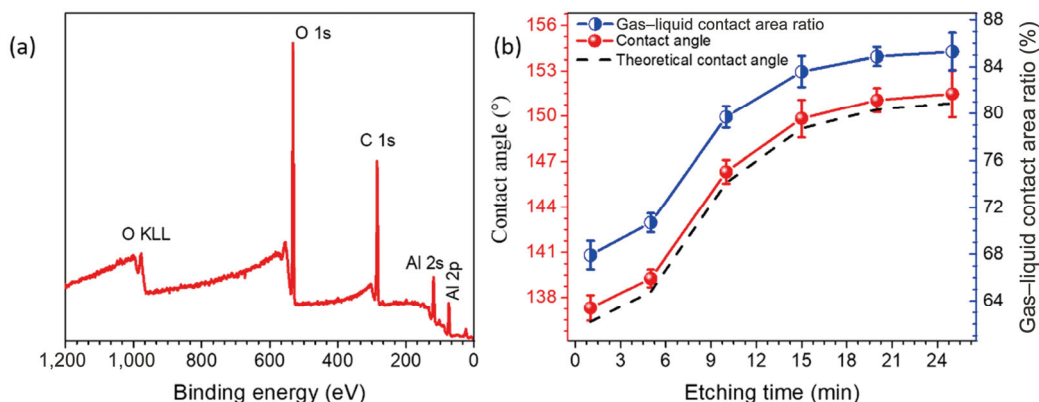 (a)
O 1s
C 1s
O KLL
Al 2s
Al 2p
1,200 1,000 800 600 400 200 0
Binding energy (eV)
(b)
Gas–liquid contact area ratio
Contact angle
Theoretical contact angle
156
153
150
147
144
141
138
Contact angle (°)
88
84
80
76
72
68
64
Gas–liquid contact area ratio (%)
0 3 6 9 12 15 18 21 24
Etching time (min)